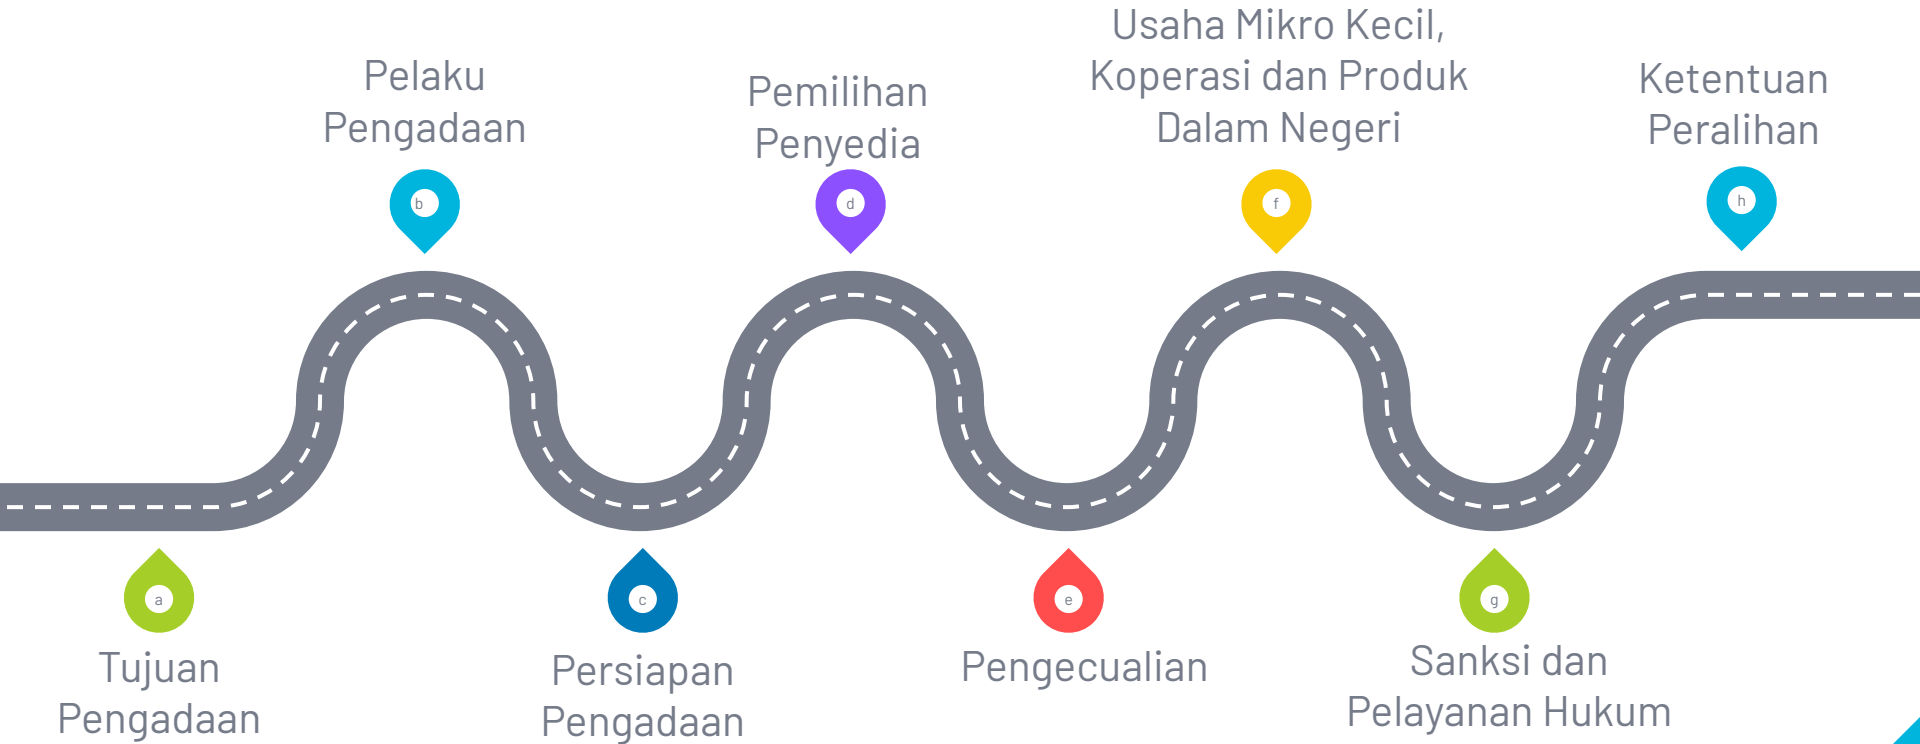 Usaha Mikro Kecil,
Koperasi dan Produk
Dalam Negeri
Pelaku
Pengadaan
Pemilihan
Penyedia
Ketentuan
Peralihan
b
d
f
h
a
c
e
g
Tujuan
Pengadaan
Persiapan
Pengadaan
Pengecualian
Sanksi dan
Pelayanan Hukum